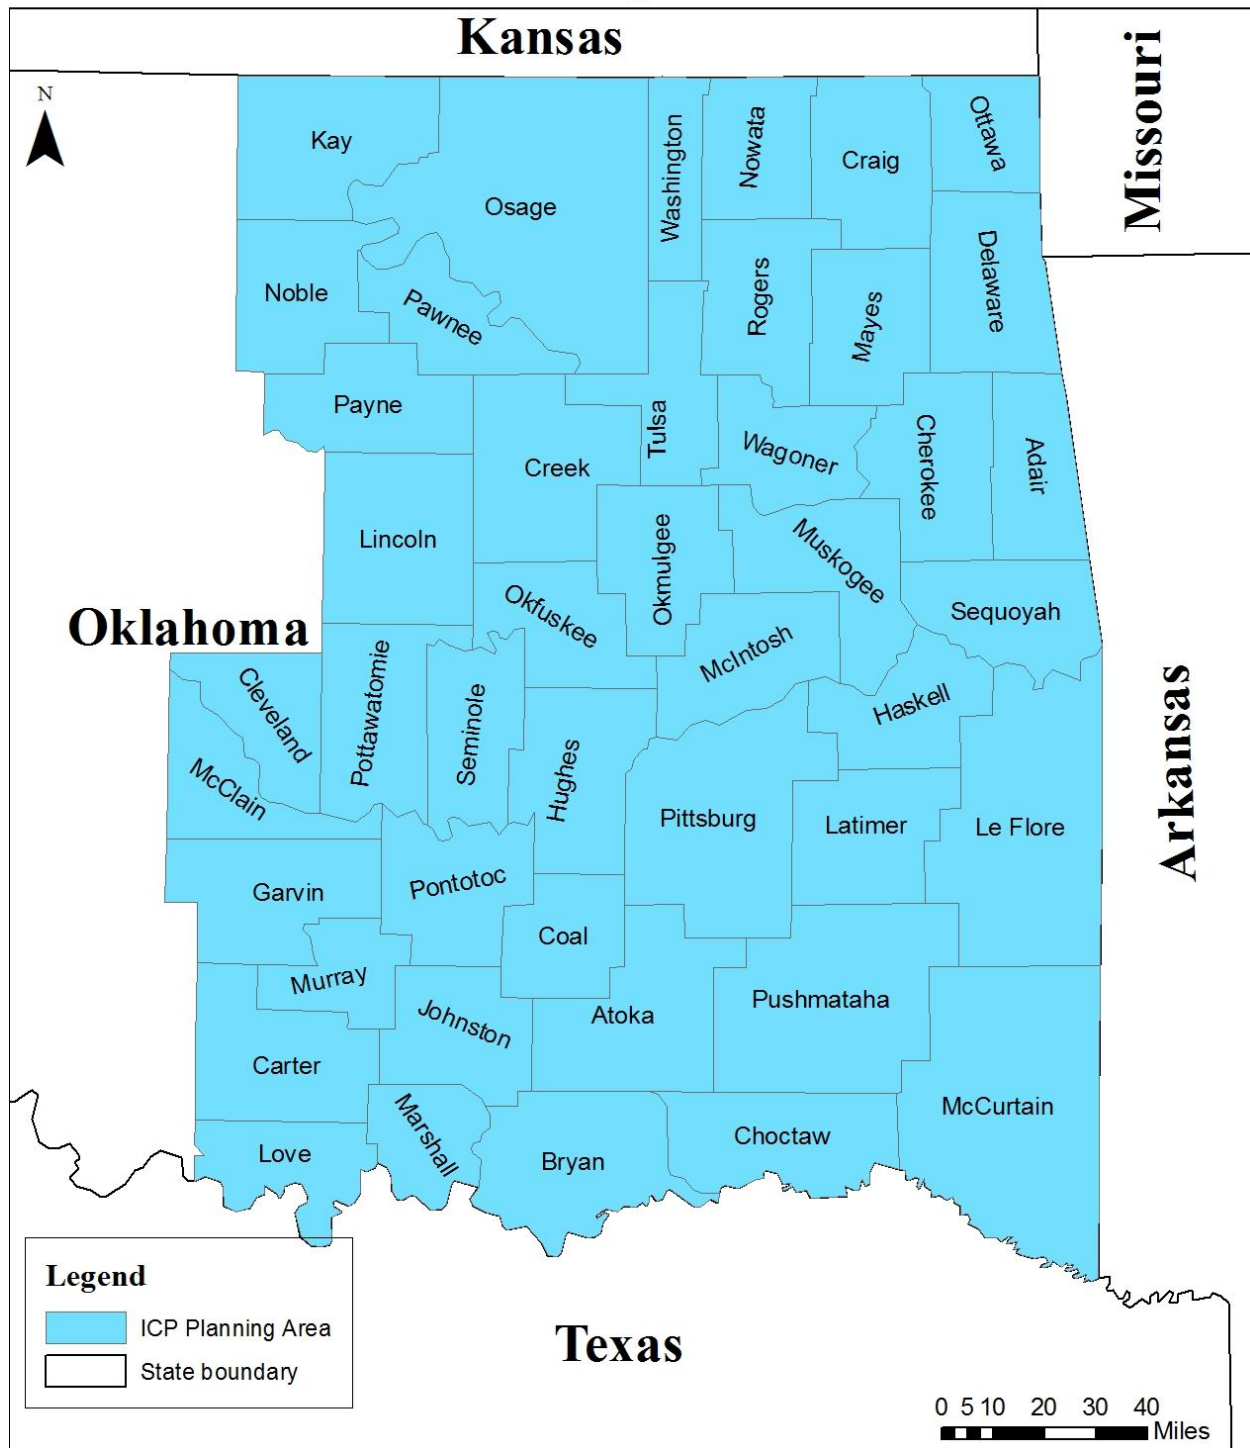 Kansas
Missouri
N
Kay
Osage
Washington
Nowata
Craig
Ottawa
Noble
Pawnee
Rogers
Mayes
Delaware
Payne
Creek
Tulsa
Wagoner
Cherokee
Adair
Lincoln
Okmulgee
Muskogee
Okfuskee
Sequoyah
Oklahoma
McIntosh
Cleveland
Pottawatomie
Seminole
Haskell
Arkansas
McClain
Hughes
Pittsburg
Latimer
Le Flore
Garvin
Pontotoc
Coal
Murray
Johnston
Atoka
Pushmataha
Carter
McCurtain
Love
Marshall
Bryan
Choctaw
Legend
ICP Planning Area
State boundary
Texas
0 5 10 20 30 40
Miles